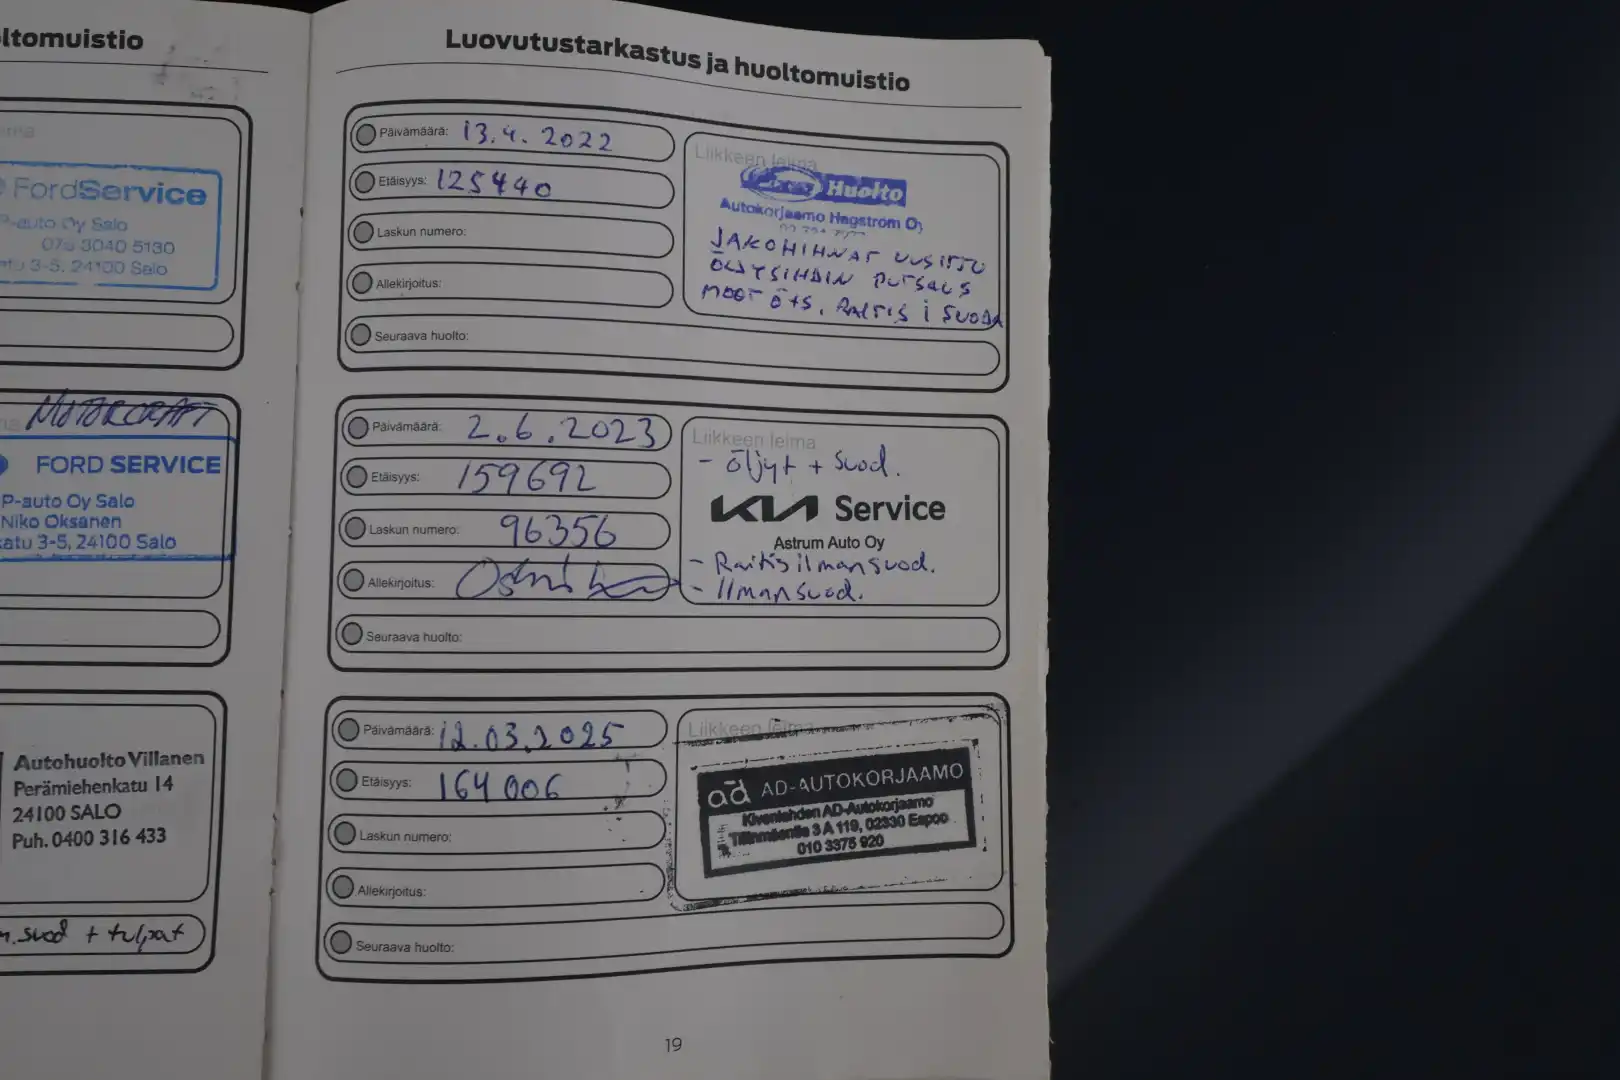 ltomuistio
FordService
P-auto Oy Salo
3040 5130
3-5, 24100 Salo
MOTORCRAFT
FORD SERVICE
P-auto Oy Salo
Niko Oksanen
katu 3-5, 24100 Salo
Autohuolto Villanen
Perämiehenkatu 14
24100 SALO
Puh. 0400 316 433
suod + tulpat
Luovutustarkastus ja huoltomuistio
Päivämäärä: 13.4.2022
Etäisyys: 125440
Laskun numero:
Allekirjoitus:
Seuraava huolto:
Liikkeen leima
Huolto
Autokorjaamo Hagström Oy
JAKOHIHNAT UUSITTU
PUTSAUS
Päivämäärä: 2.6.2023
Etäisyys: 159692
Laskun numero: 96356
Allekirjoitus:
Seuraava huolto:
Liikkeen leima
- öljyt + suod.
KIA Service
Astrum Auto Oy
- Raitisilmansuod.
- Ilmansuod.
Päivämäärä: 12.03.2025
Etäisyys: 164006
Laskun numero:
Allekirjoitus:
Seuraava huolto:
Liikkeen leima
ad AD-AUTOKORJAAMO
Kivenlahden AD-Autokorjaamo
3 A 119, 02330 Espoo
010 3375 920
19